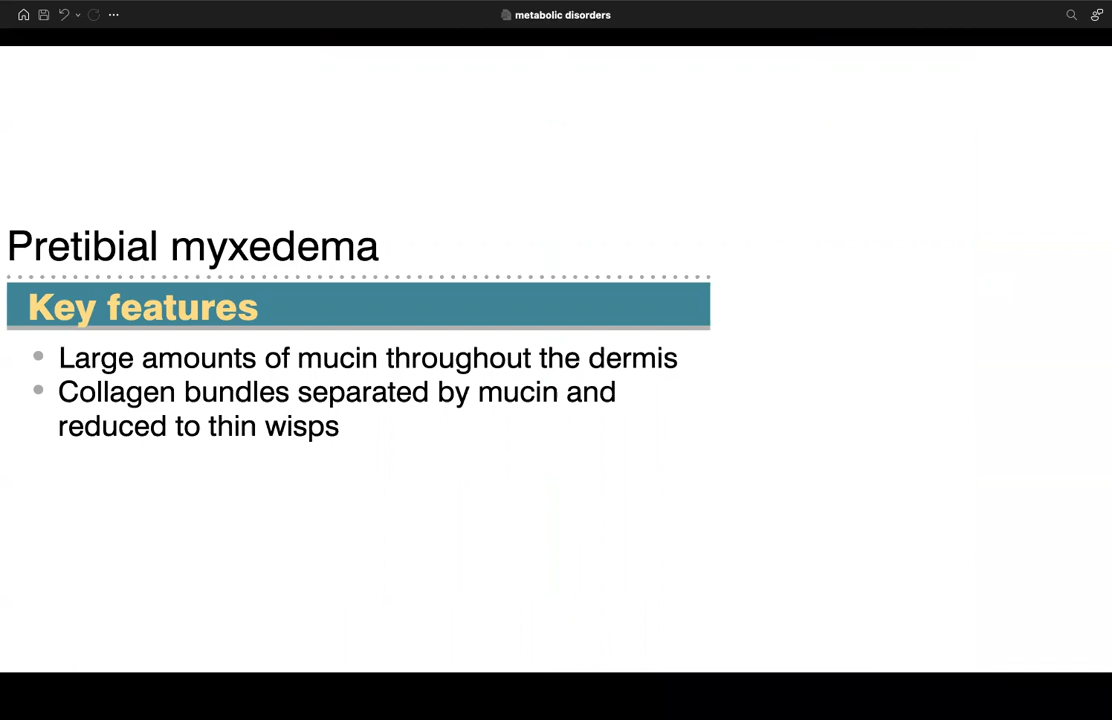 metabolic disorders
Pretibial myxedema
Key features
• Large amounts of mucin throughout the dermis
• Collagen bundles separated by mucin and
reduced to thin wisps